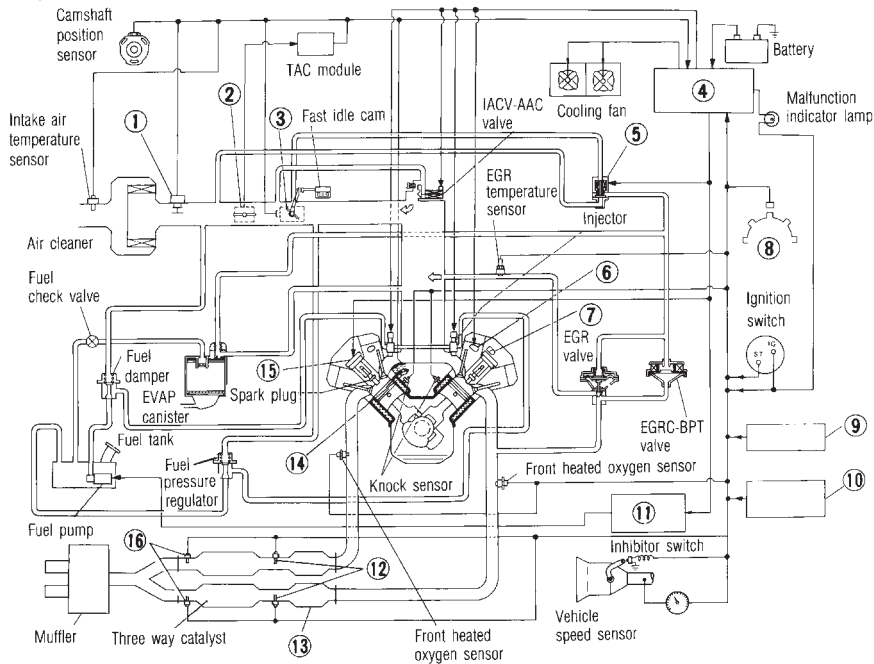 Camshaft
position
sensor
TAC module
Battery
Cooling fan
4
Malfunction
indicator lamp
Intake air
temperature
sensor
1
2
3
Fast idle cam
IACV-AAC
valve
5
EGR
temperature
sensor
Injector
8
Air cleaner
6
7
Fuel
check valve
Ignition
switch
ST
IG
EGR
valve
Fuel
damper
EVAP
canister
15
Spark plug
EGRC-BPT
valve
Fuel tank
14
9
Fuel
pressure
regulator
Knock sensor
Front heated oxygen sensor
10
11
Fuel pump
16
12
Inhibitor switch
Vehicle
speed sensor
Muffler
Three way catalyst
13
Front heated
oxygen sensor